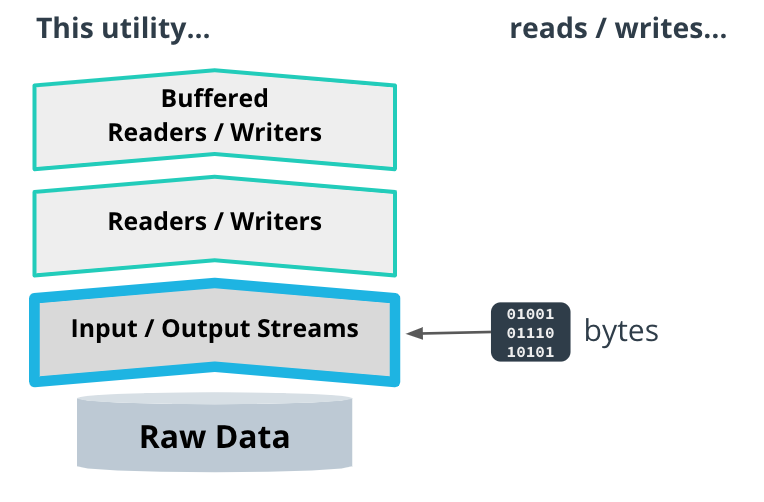 This utility...
reads / writes...
Buffered
Readers / Writers
Readers / Writers
Input / Output Streams
01001
01110
10101
bytes
Raw Data